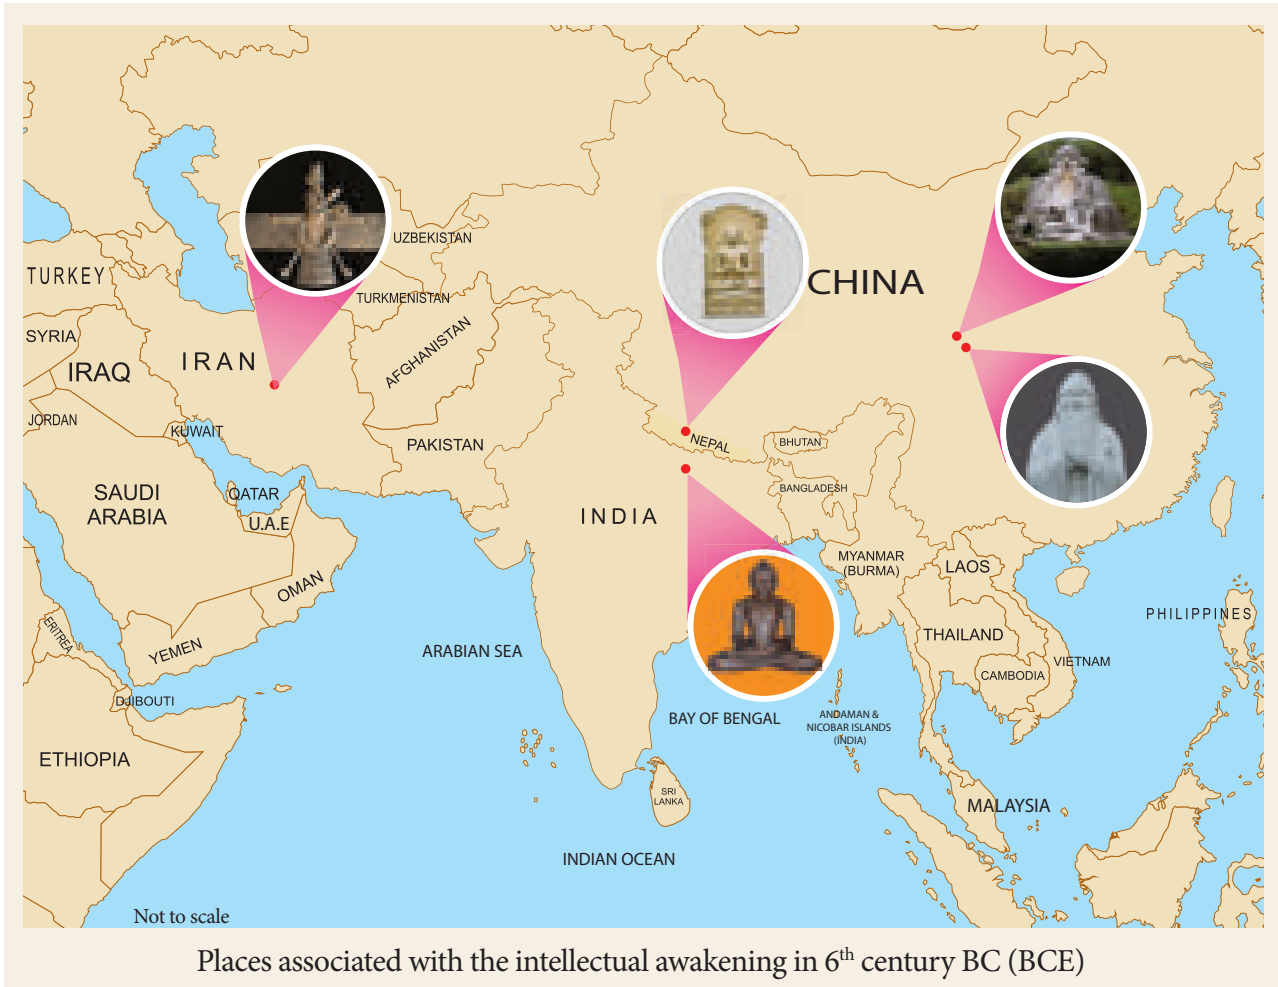 UZBEKISTAN
TURKEY
CHINA
TURKMENISTAN
SYRIA
IRAN
IRAQ
AFGHANISTAN
JORDAN
KUWAIT
PAKISTAN
NEPAL
BHUTAN
QATAR
BANGLADESH
SAUDI
ARABIA
U.A.E
INDIA
MYANMAR
(BURMA)
LAOS
OMAN
PHILIPPINES
ERITREA
YEMEN
THAILAND
ARABIAN SEA
VIETNAM
CAMBODIA
DJIBOUTI
BAY OF BENGAL
ANDAMAN &
NICOBAR ISLANDS
(INDIA)
ETHIOPIA
SRI
LANKA
MALAYSIA
INDIAN OCEAN
Not to scale
Places associated with the intellectual awakening in 6th century BC (BCE)